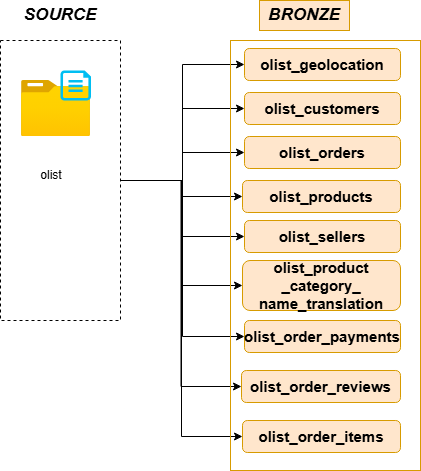 SOURCE
BRONZE
olist
olist_geolocation
olist_customers
olist_orders
olist_products
olist_sellers
olist_product
_category_
name_translation
olist_order_payments
olist_order_reviews
olist_order_items